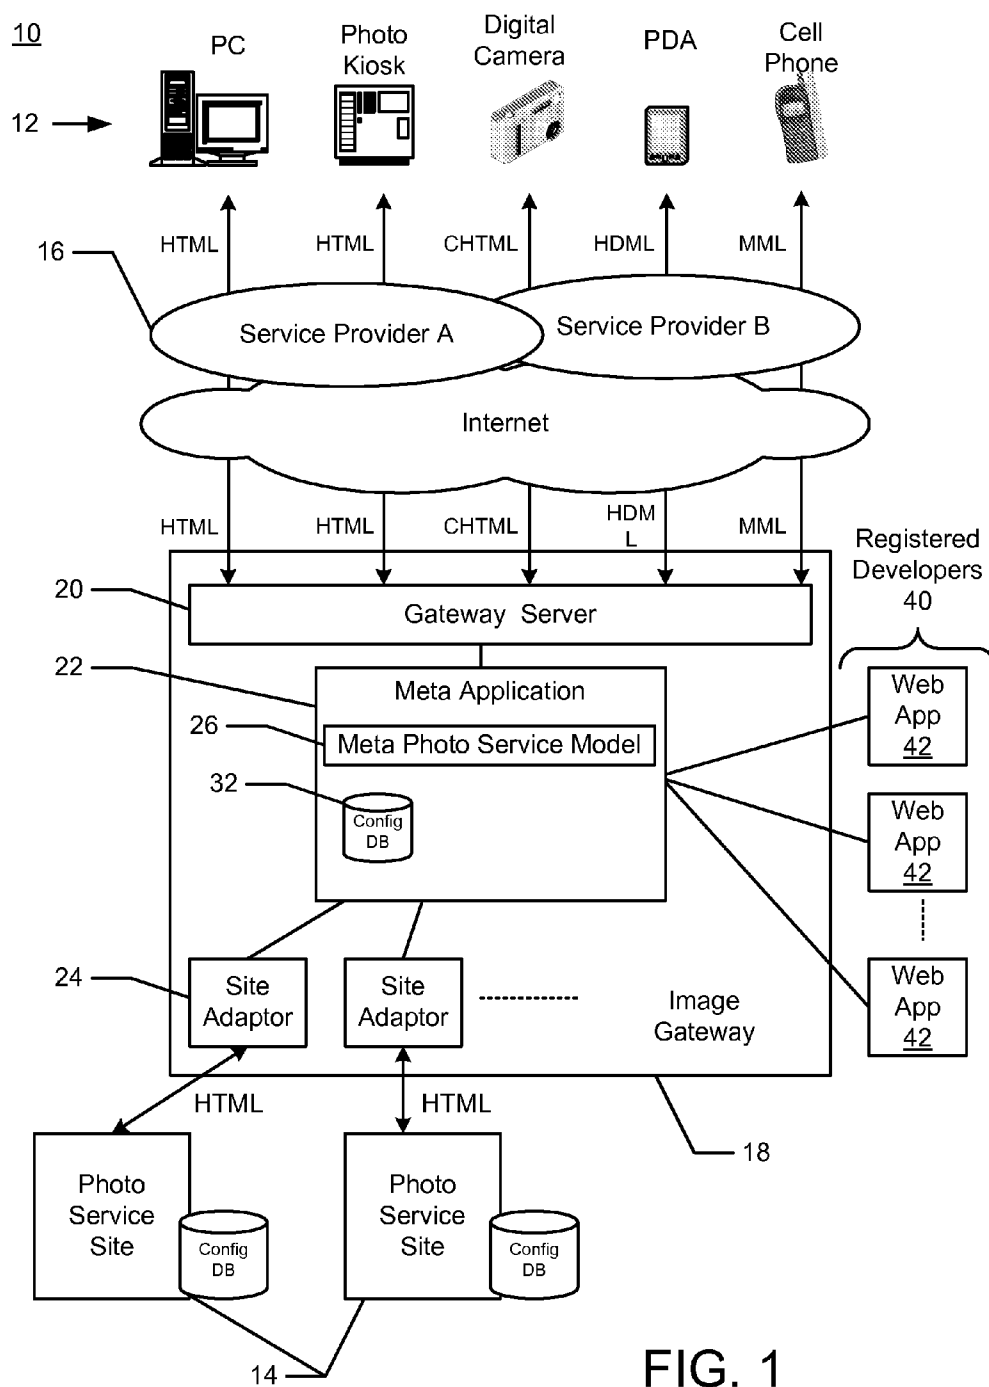 10
PC
Photo
Kiosk
Digital
Camera
PDA
Cell
Phone
12
HTML
HTML
CHTML
HDML
MML
16
Service Provider A
Service Provider B
Internet
HTML
HTML
CHTML
HDM
L
MML
Registered
Developers
40
20
Gateway Server
22
Meta Application
26
Meta Photo Service Model
32
Config
DB
Web
App
42
Web
App
42
24
Site
Adaptor
Site
Adaptor
Image
Gateway
Web
App
42
HTML
HTML
18
Photo
Service
Site
Config
DB
Photo
Service
Site
Config
DB
14
FIG. 1